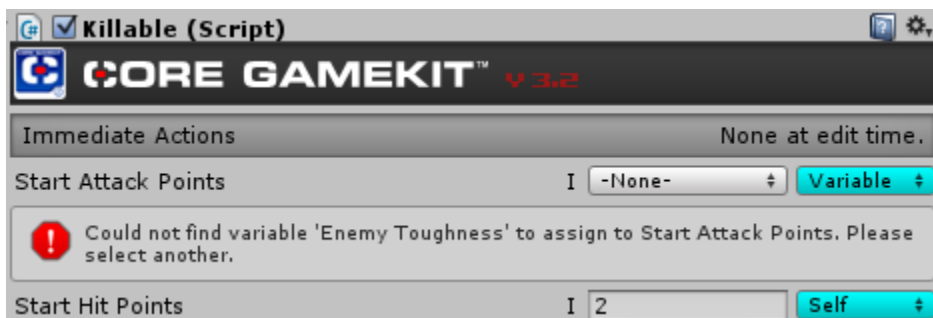 Killable (Script)
CORE GAMEKIT™ V 3.2
Immediate Actions None at edit time.
Start Attack Points I -None- Variable
Could not find variable 'Enemy Toughness' to assign to Start Attack Points. Please
select another.
Start Hit Points I 2 Self